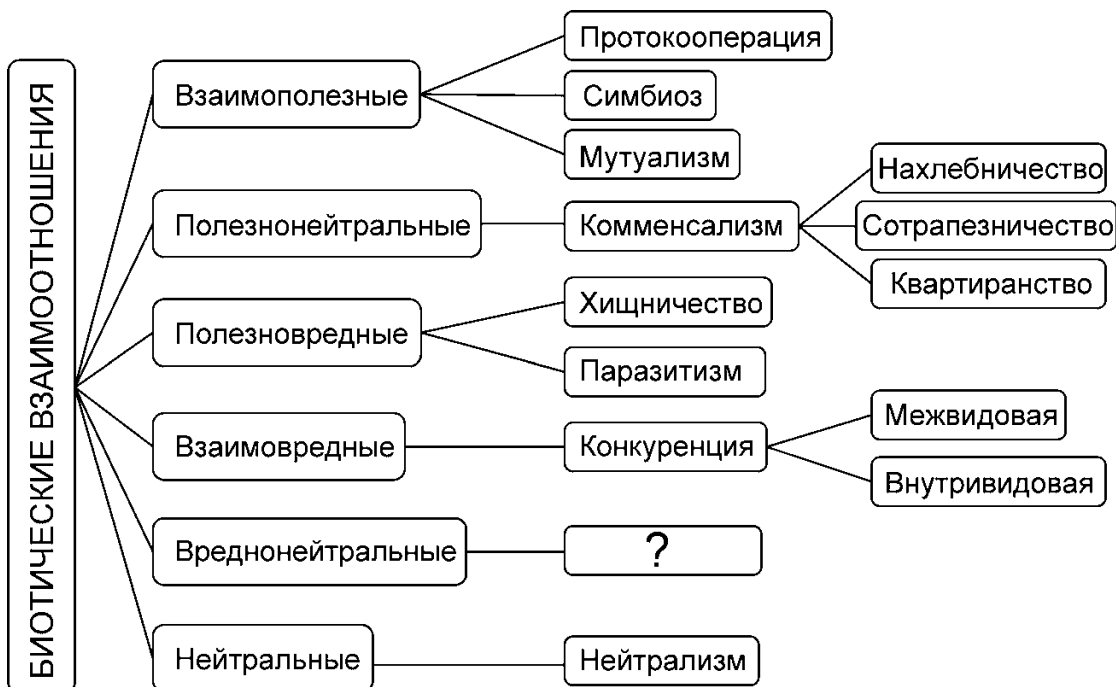 БИОТИЧЕСКИЕ ВЗАИМООТНОШЕНИЯ
Взаимополезные
Протокооперация
Симбиоз
Мутуализм
Полезнонейтральные
Комменсализм
Нахлебничество
Сотрапезничество
Квартиранство
Полезновредные
Хищничество
Паразитизм
Взаимовредные
Конкуренция
Межвидовая
Внутривидовая
Вреднонейтральные
?
Нейтральные
Нейтрализм